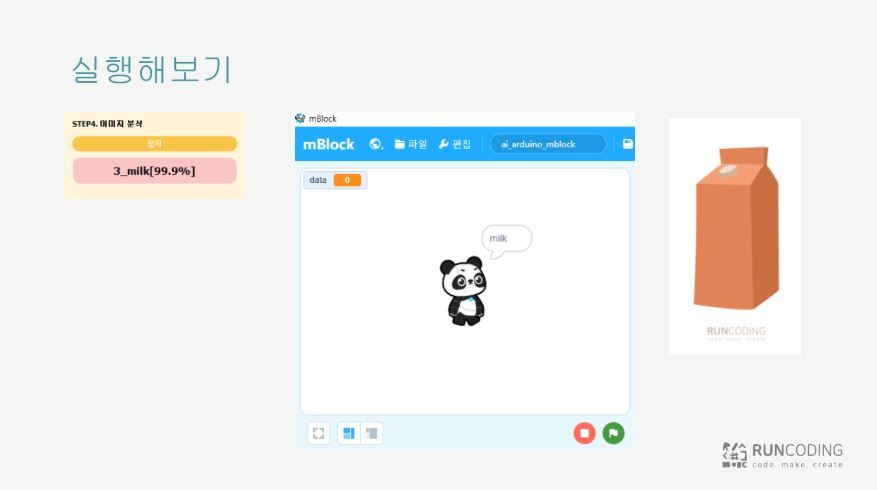 실행해보기
STEP4. 이미지 분석
정지
3_milk[99.9%]
mBlock
mBlock 파일 편집 ai_arduino_mblock
data 0
milk
RUNCODING
code. make. create
RUNCODING
code. make. create